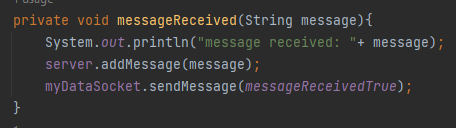 private void messageReceived(String message){
System.out.println("message received: "+ message);
server.addMessage(message);
myDataSocket.sendMessage(messageReceivedTrue);
}